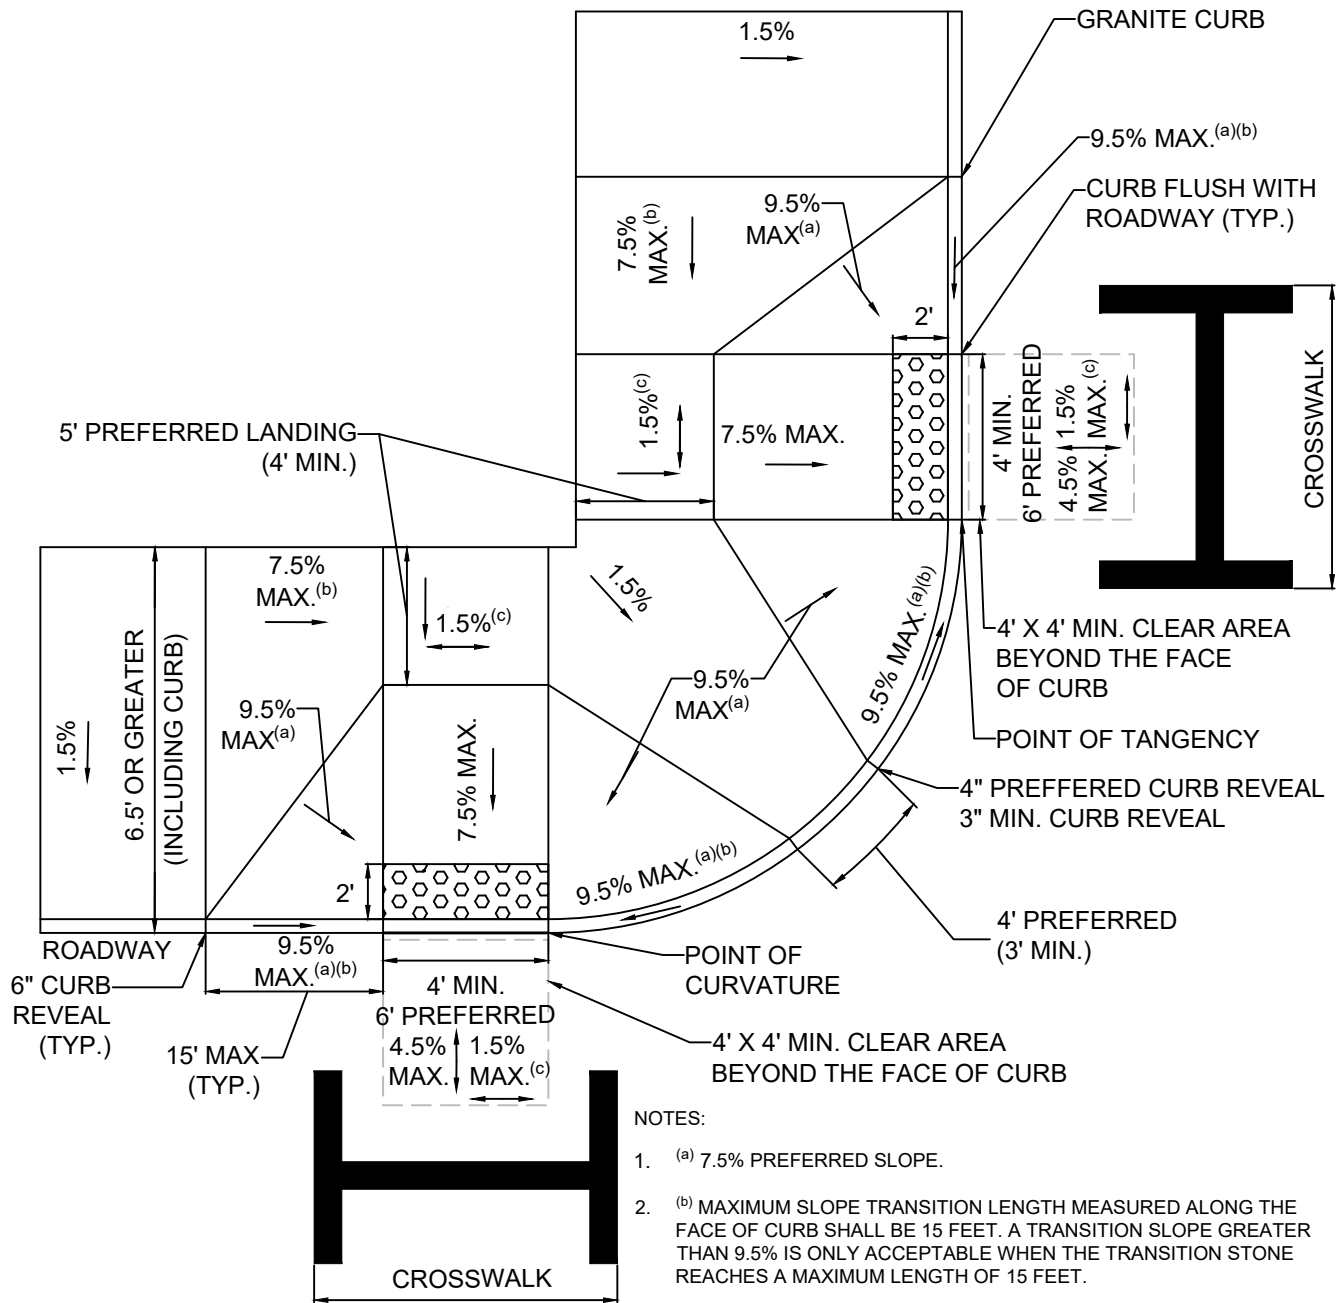 1.5%
GRANITE CURB
9.5% MAX.(a)(b)
CURB FLUSH WITH
ROADWAY (TYP.)
7.5%
MAX.(b)
9.5%
MAX(a)
2'
4' MIN.
6' PREFERRED
4.5%
MAX.
1.5%
MAX.(c)
CROSSWALK
5' PREFERRED LANDING
(4' MIN.)
1.5%(c)
7.5% MAX.
7.5%
MAX.(b)
1.5%
1.5%(c)
9.5% MAX.(a)(b)
4' X 4' MIN. CLEAR AREA
BEYOND THE FACE
OF CURB
1.5%
6.5' OR GREATER
(INCLUDING CURB)
9.5%
MAX(a)
9.5%
MAX(a)
POINT OF TANGENCY
7.5% MAX.
4" PREFFERED CURB REVEAL
3" MIN. CURB REVEAL
2'
9.5% MAX.(a)(b)
4' PREFERRED
(3' MIN.)
ROADWAY
9.5%
MAX.(a)(b)
POINT OF
CURVATURE
6" CURB
REVEAL
(TYP.)
4' MIN.
6' PREFERRED
15' MAX
(TYP.)
4.5%
MAX.
1.5%
MAX.(c)
4' X 4' MIN. CLEAR AREA
BEYOND THE FACE OF CURB
CROSSWALK
NOTES:
1. (a) 7.5% PREFERRED SLOPE.
2. (b) MAXIMUM SLOPE TRANSITION LENGTH MEASURED ALONG THE
FACE OF CURB SHALL BE 15 FEET. A TRANSITION SLOPE GREATER
THAN 9.5% IS ONLY ACCEPTABLE WHEN THE TRANSITION STONE
REACHES A MAXIMUM LENGTH OF 15 FEET.